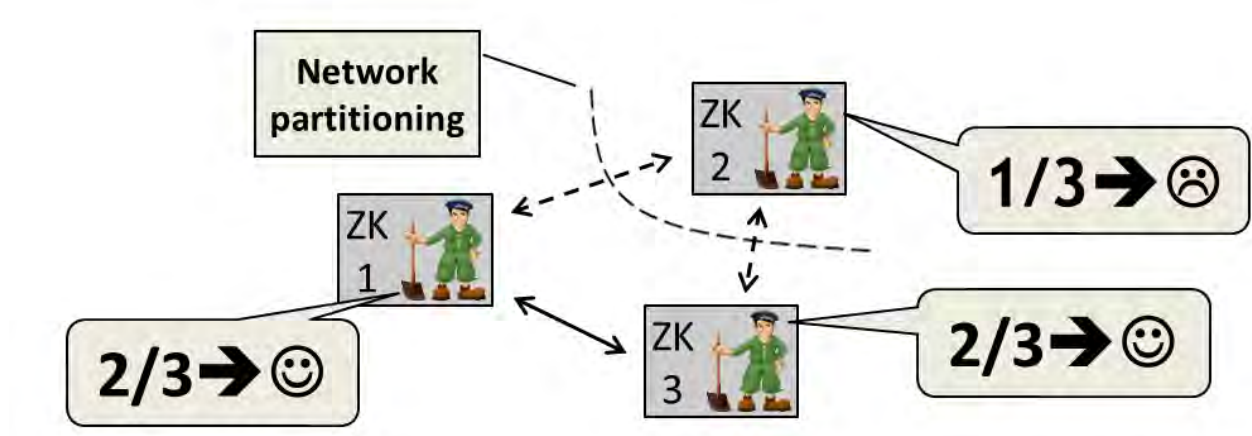 Network
partitioning
ZK
2
1/3➔☹
ZK
1
2/3➔☺
ZK
3
2/3➔☺